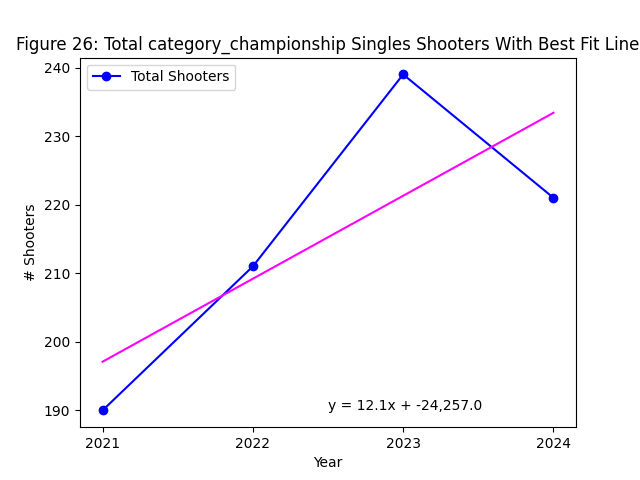 Figure 26: Total category_championship Singles Shooters With Best Fit Line
Total Shooters
240
230
220
210
200
190
# Shooters
y = 12.1x + -24,257.0
2021 2022 2023 2024
Year